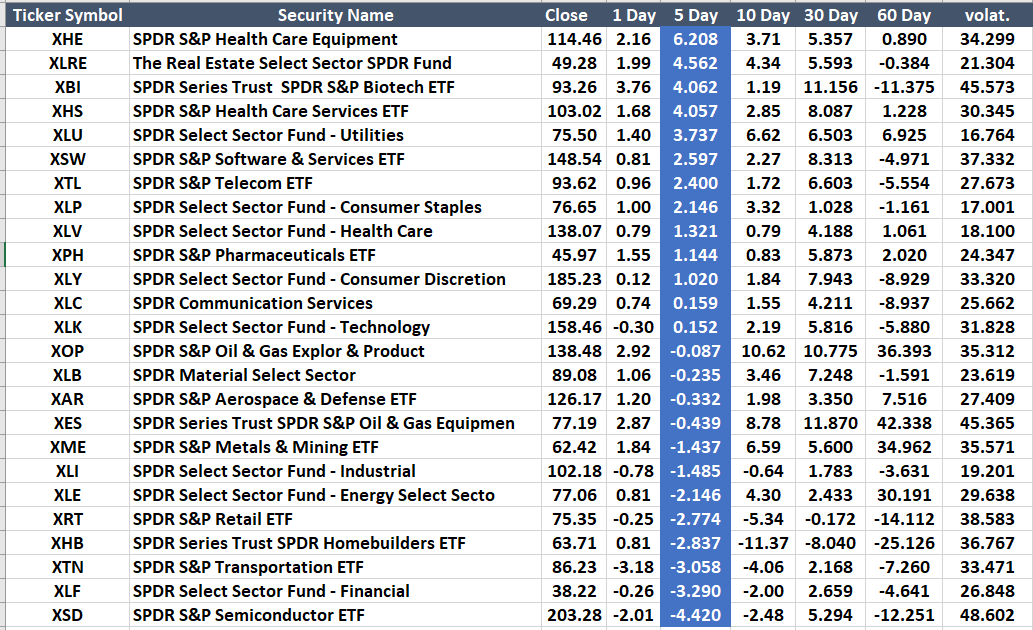 Ticker Symbol Security Name Close 1 Day 5 Day 10 Day 30 Day 60 Day volat.
XHE SPDR S&P Health Care Equipment 114.46 2.16 6.208 3.71 5.357 0.890 34.299
XLRE The Real Estate Select Sector SPDR Fund 49.28 1.99 4.562 4.34 5.593 -0.384 21.304
XBI SPDR Series Trust SPDR S&P Biotech ETF 93.26 3.76 4.062 1.19 11.156 -11.375 45.573
XHS SPDR S&P Health Care Services ETF 103.02 1.68 4.057 2.85 8.087 1.228 30.345
XLU SPDR Select Sector Fund - Utilities 75.50 1.40 3.737 6.62 6.503 6.925 16.764
XSW SPDR S&P Software & Services ETF 148.54 0.81 2.597 2.27 8.313 -4.971 37.332
XTL SPDR S&P Telecom ETF 93.62 0.96 2.400 1.72 6.603 -5.554 27.673
XLP SPDR Select Sector Fund - Consumer Staples 76.65 1.00 2.146 3.32 1.028 -1.161 17.001
XLV SPDR Select Sector Fund - Health Care 138.07 0.79 1.321 0.79 4.188 1.061 18.100
XPH SPDR S&P Pharmaceuticals ETF 45.97 1.55 1.144 0.83 5.873 2.020 24.347
XLY SPDR Select Sector Fund - Consumer Discretion 185.23 0.12 1.020 1.84 7.943 -8.929 33.320
XLC SPDR Communication Services 69.29 0.74 0.159 1.55 4.211 -8.937 25.662
XLK SPDR Select Sector Fund - Technology 158.46 -0.30 0.152 2.19 5.816 -5.880 31.828
XOP SPDR S&P Oil & Gas Explor & Product 138.48 2.92 -0.087 10.62 10.775 36.393 35.312
XLB SPDR Material Select Sector 89.08 1.06 -0.235 3.46 7.248 -1.591 23.619
XAR SPDR S&P Aerospace & Defense ETF 126.17 1.20 -0.332 1.98 3.350 7.516 27.409
XES SPDR Series Trust SPDR S&P Oil & Gas Equipmen 77.19 2.87 -0.439 8.78 11.870 42.338 45.365
XME SPDR S&P Metals & Mining ETF 62.42 1.84 -1.437 6.59 5.600 34.962 35.571
XLI SPDR Select Sector Fund - Industrial 102.18 -0.78 -1.485 -0.64 1.783 -3.631 19.201
XLE SPDR Select Sector Fund - Energy Select Secto 77.06 0.81 -2.146 4.30 2.433 30.191 29.638
XRT SPDR S&P Retail ETF 75.35 -0.25 -2.774 -5.34 -0.172 -14.112 38.583
XHB SPDR Series Trust SPDR Homebuilders ETF 63.71 0.81 -2.837 -11.37 -8.040 -25.126 36.767
XTN SPDR S&P Transportation ETF 86.23 -3.18 -3.058 -4.06 2.168 -7.260 33.471
XLF SPDR Select Sector Fund - Financial 38.22 -0.26 -3.290 -2.00 2.659 -4.641 26.848
XSD SPDR S&P Semiconductor ETF 203.28 -2.01 -4.420 -2.48 5.294 -12.251 48.602